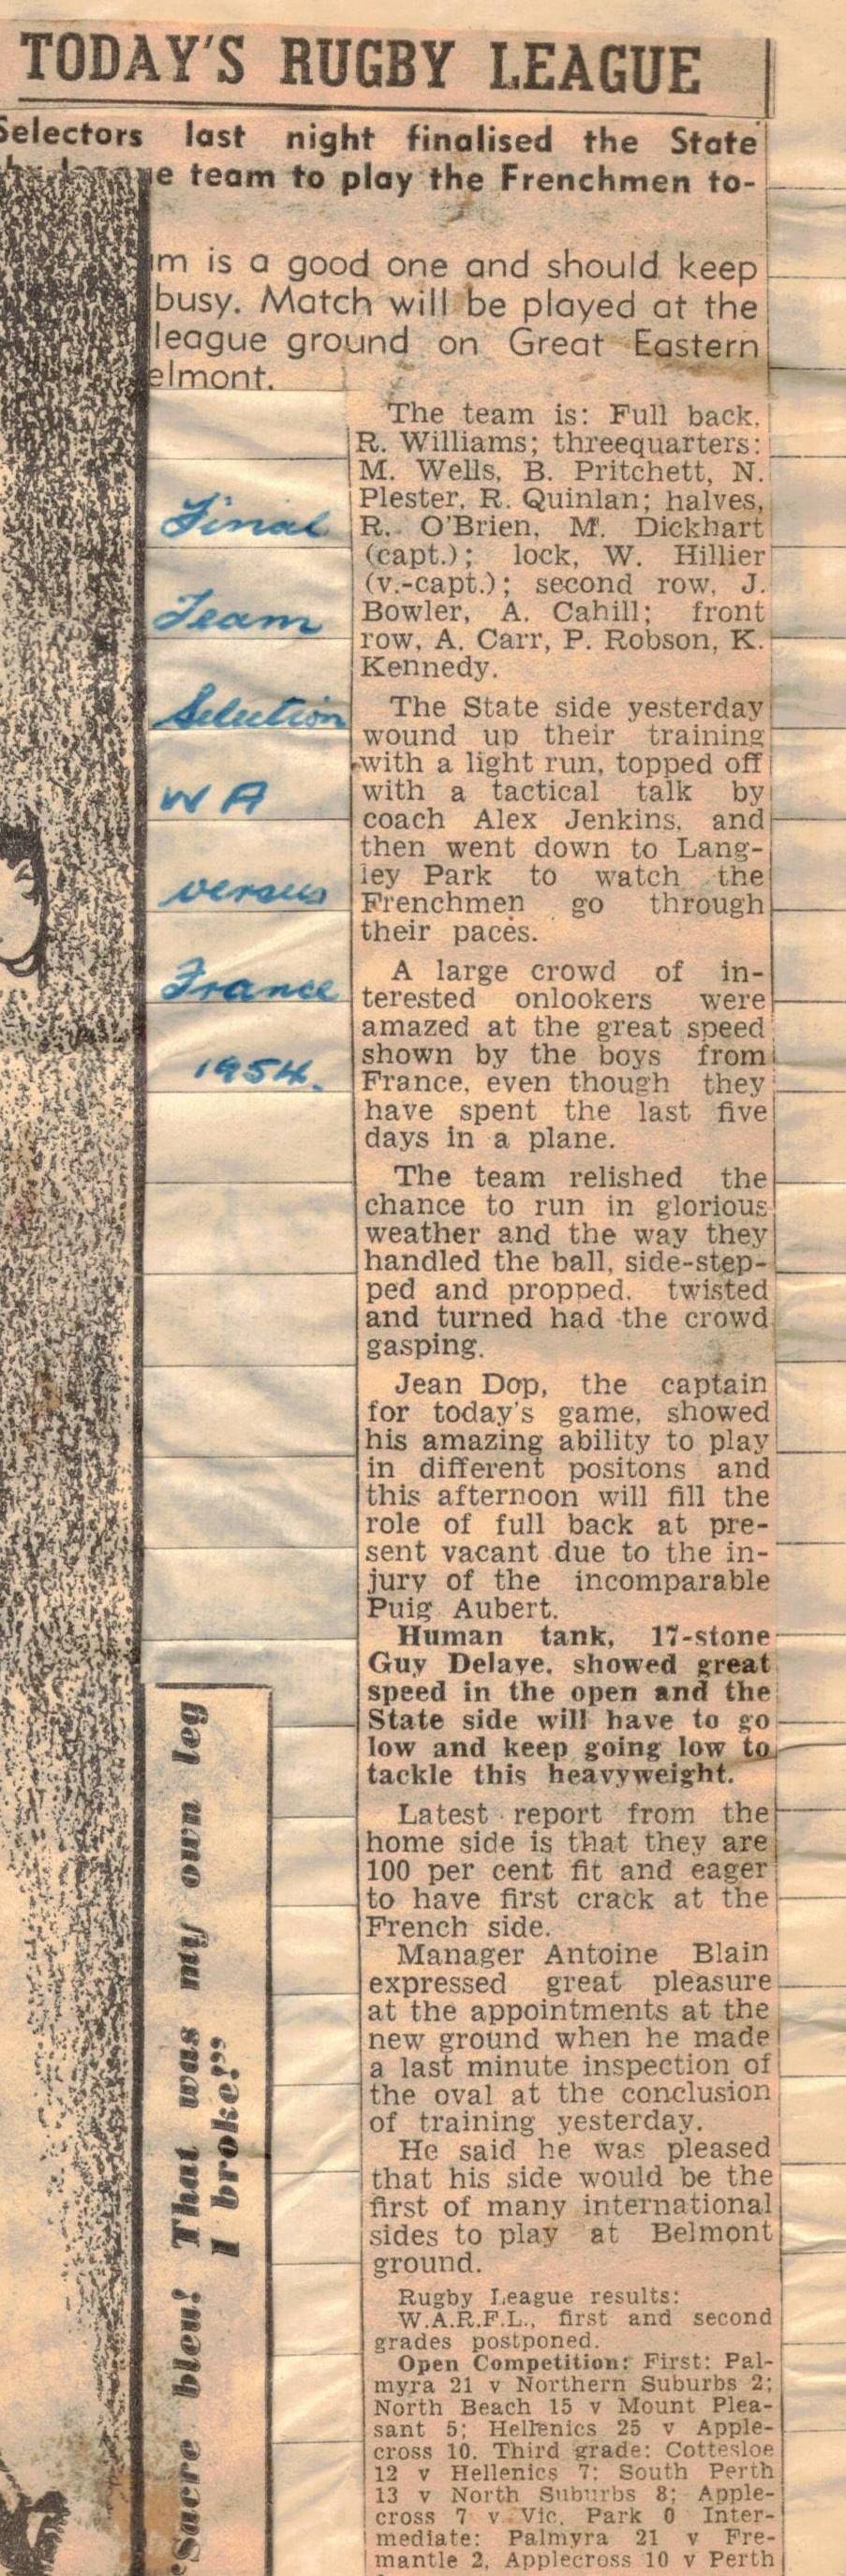 TODAY'S RUGBY LEAGUE
Selectors last night finalised the State
team to play the Frenchmen to-
is a good one and should keep
busy. Match will be played at the
league ground on Great Eastern
elmont.
Final
Team
Selection
W A
versus
France
1954.
The team is: Full back,
R. Williams; threequarters:
M. Wells, B. Pritchett, N.
Plester, R. Quinlan; halves,
R. O'Brien, M. Dickhart
(capt.); lock, W. Hillier
(v.-capt.); second row, J.
Bowler, A. Cahill; front
row, A. Carr, P. Robson, K.
Kennedy.
The State side yesterday
wound up their training
with a light run, topped off
with a tactical talk by
coach Alex Jenkins, and
then went down to Lang-
ley Park to watch the
Frenchmen go through
their paces.
A large crowd of in-
terested onlookers were
amazed at the great speed
shown by the boys from
France, even though they
have spent the last five
days in a plane.
The team relished the
chance to run in glorious
weather and the way they
handled the ball, side-step-
ped and propped, twisted
and turned had the crowd
gasping.
Jean Dop, the captain
for today's game, showed
his amazing ability to play
in different positons and
this afternoon will fill the
role of full back at pre-
sent vacant due to the in-
jury of the incomparable
Puig Aubert.
Human tank, 17-stone
Guy Delaye, showed great
speed in the open and the
State side will have to go
low and keep going low to
tackle this heavyweight.
Latest report from the
home side is that they are
100 per cent fit and eager
to have first crack at the
French side.
Manager Antoine Blain
expressed great pleasure
at the appointments at the
new ground when he made
a last minute inspection of
the oval at the conclusion
of training yesterday.
He said he was pleased
that his side would be the
first of many international
sides to play at Belmont
ground.
Rugby League results:
W.A.R.F.L., first and second
grades postponed.
Open Competition: First: Pal-
myra 21 v Northern Suburbs 2;
North Beach 15 v Mount Plea-
sant 5; Hellenics 25 v Apple-
cross 10. Third grade: Cottesloe
12 v Hellenics 7; South Perth
13 v North Suburbs 8; Apple-
cross 7 v Vic. Park 0 Inter-
mediate: Palmyra 21 v Fre-
mantle 2, Applecross 10 v Perth
"Sacre bleu! That was my own leg
I broke!"